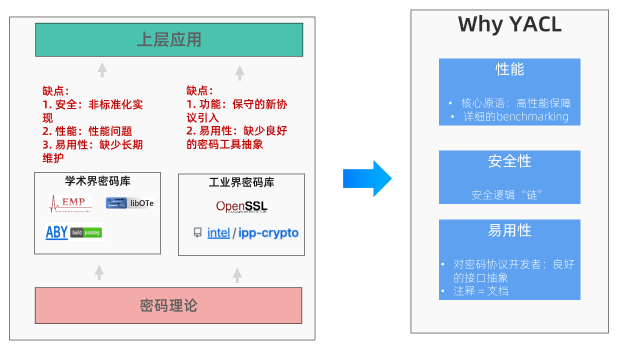 上层应用
缺点：
1. 安全：非标准化实
现
2. 性能：性能问题
3. 易用性：缺少长期
维护
缺点：
1. 功能：保守的新协
议引入
2. 易用性：缺少良好
的密码工具抽象
学术界密码库
EMP
libOTe
ABY
build passing
工业界密码库
OpenSSL
intel/ipp-crypto
密码理论
Why YACL
性能
• 核心原语：高性能保障
• 详细的benchmarking
安全性
安全逻辑“链”
易用性
• 对密码协议开发者：良好
的接口抽象
• 注释 = 文档